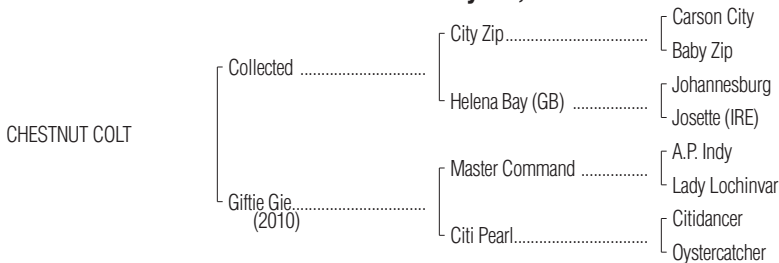 Carson City
City Zip
Baby Zip
Collected
Johannesburg
Helena Bay (GB)
Josette (IRE)
CHESTNUT COLT
A.P. Indy
Master Command
Lady Lochinvar
Giftie Gie
(2010)
Citidancer
Citi Pearl
Oystercatcher